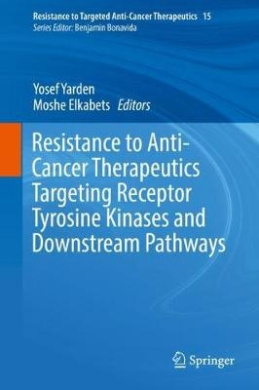 Resistance to Targeted Anti-Cancer Therapeutics 15
Series Editor: Benjamin Bonavida
Yosef Yarden
Moshe Elkabets Editors
Resistance to Anti-
Cancer Therapeutics
Targeting Receptor
Tyrosine Kinases and
Downstream Pathways
Springer